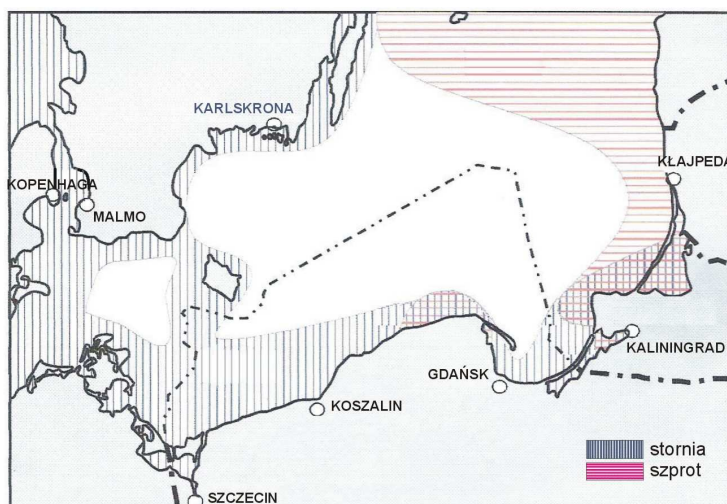 KARLSKRONA
KŁAJPEDA
KOPENHAGA
MALMO
KALININGRAD
GDAŃSK
KOSZALIN
stornia
szprot
SZCZECIN